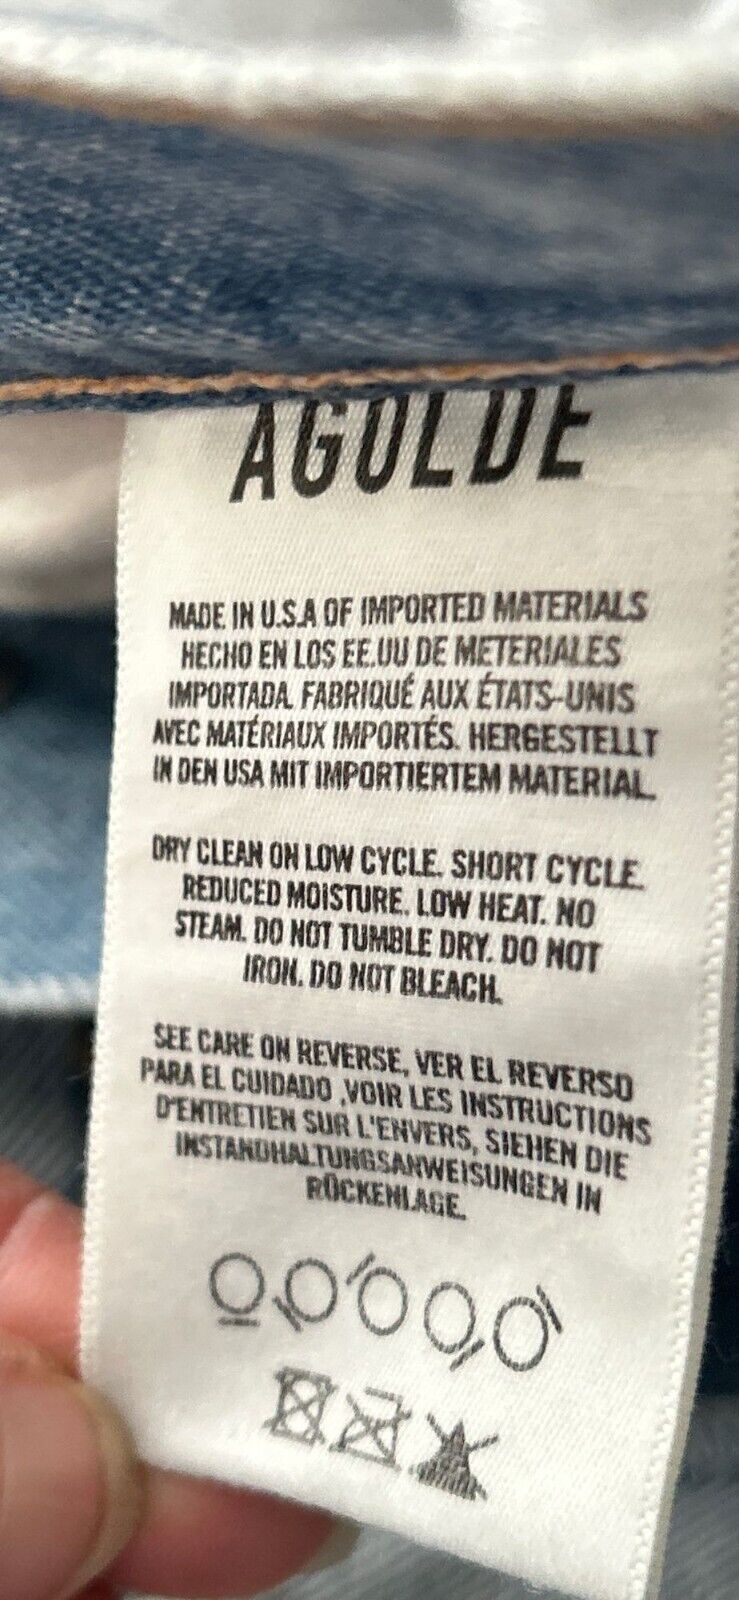 AGOLDE
MADE IN U.S.A OF IMPORTED MATERIALS
HECHO EN LOS EE.UU DE METERIALES
IMPORTADA. FABRIQUÉ AUX ÉTATS-UNIS
AVEC MATÉRIAUX IMPORTÉS. HERGESTELLT
IN DEN USA MIT IMPORTIERTEM MATERIAL.
DRY CLEAN ON LOW CYCLE. SHORT CYCLE.
REDUCED MOISTURE. LOW HEAT. NO
STEAM. DO NOT TUMBLE DRY. DO NOT
IRON. DO NOT BLEACH.
SEE CARE ON REVERSE, VER EL REVERSO
PARA EL CUIDADO ,VOIR LES INSTRUCTIONS
D'ENTRETIEN SUR L'ENVERS, SIEHEN DIE
INSTANDHALTUNGSANWEISUNGEN IN
RÜCKENLAGE.